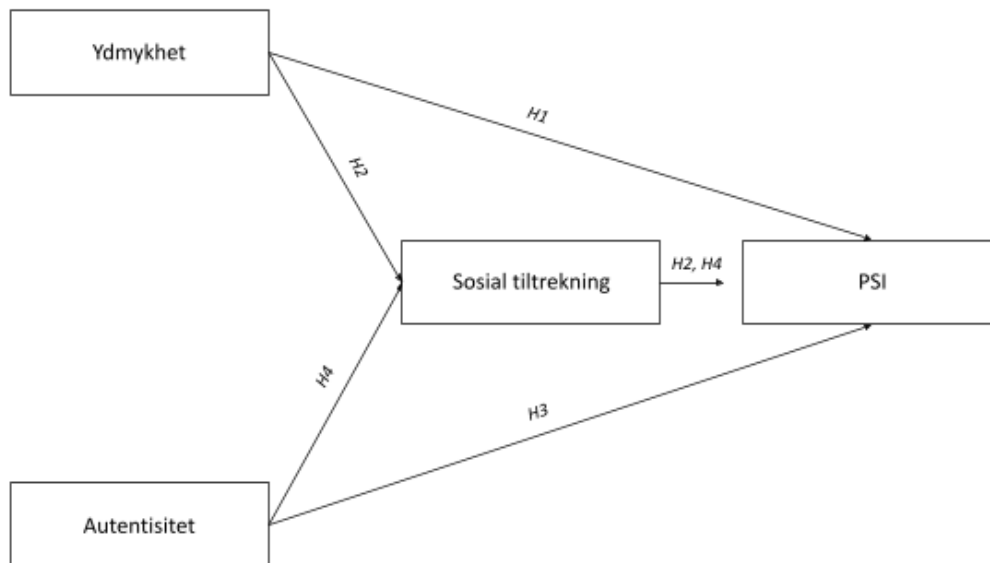 Ydmykhet
H1
H2
Sosial tiltrekning
H2, H4
PSI
H4
H3
Autentisitet